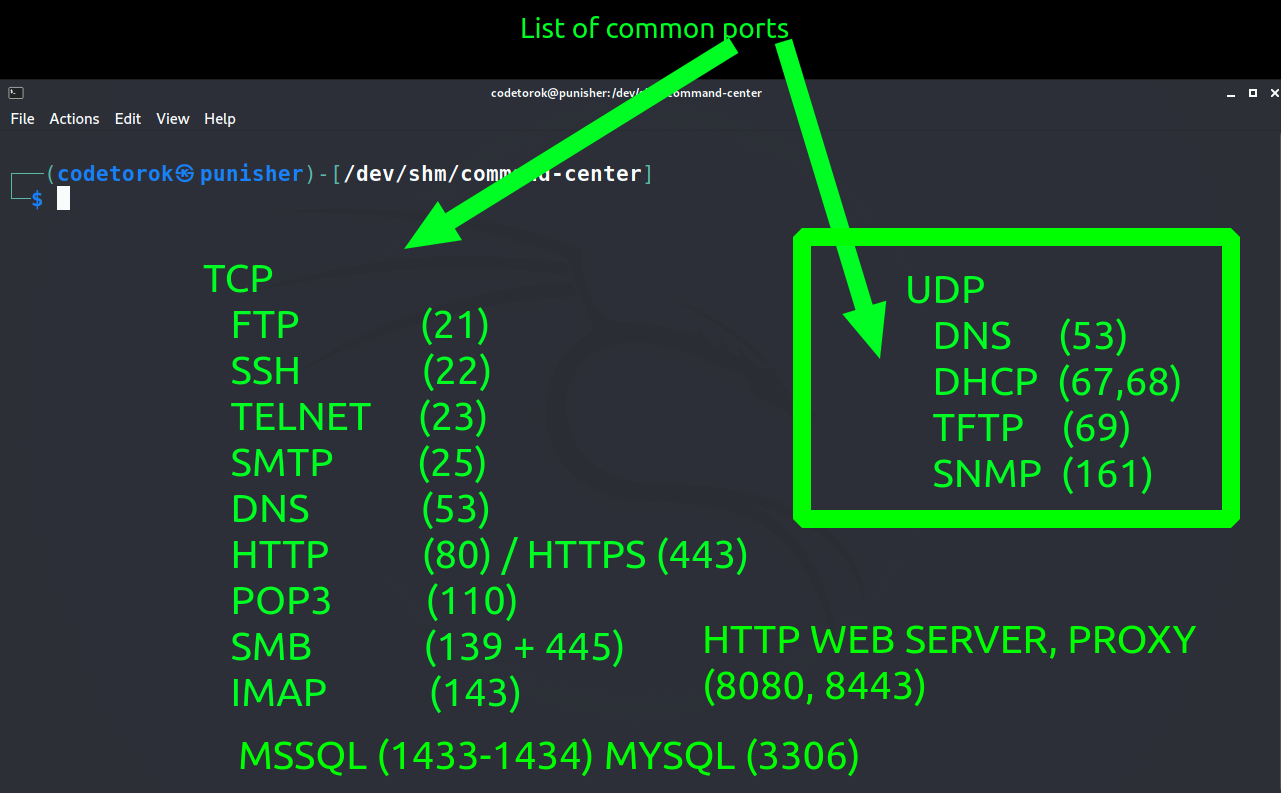 List of common ports
codetorok@punisher:/dev/shm/command-center
File Actions Edit View Help
(codetorok㉿punisher)-[/dev/shm/command-center]
$
TCP
FTP (21)
SSH (22)
TELNET (23)
SMTP (25)
DNS (53)
HTTP (80) / HTTPS (443)
POP3 (110)
SMB (139 + 445)
IMAP (143)
MSSQL (1433-1434) MYSQL (3306)
UDP
DNS (53)
DHCP (67,68)
TFTP (69)
SNMP (161)
HTTP WEB SERVER, PROXY
(8080, 8443)